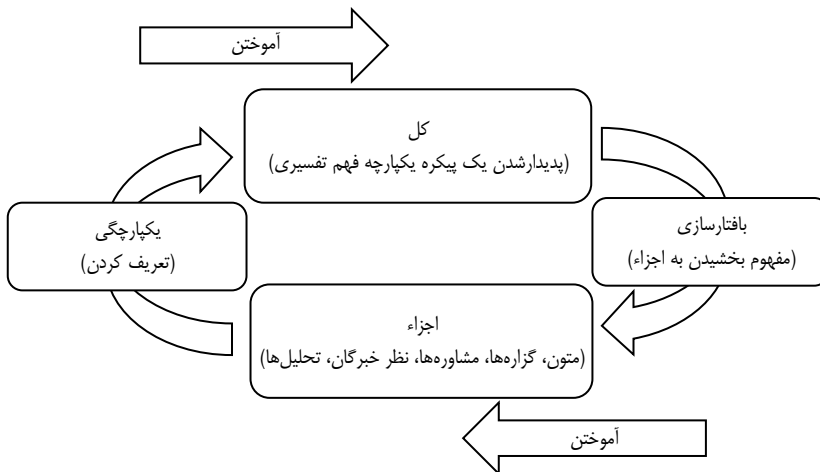 آموختن
کل
(پدیدارشدن یک پیکره یکپارچه فهم تفسیری)
بافتارسازی
(مفهوم بخشیدن به اجزاء)
یکپارچگی
(تعریف کردن)
اجزاء
(متون، گزاره‌ها، مشاوره‌ها، نظر خبرگان، تحلیل‌ها)
آموختن